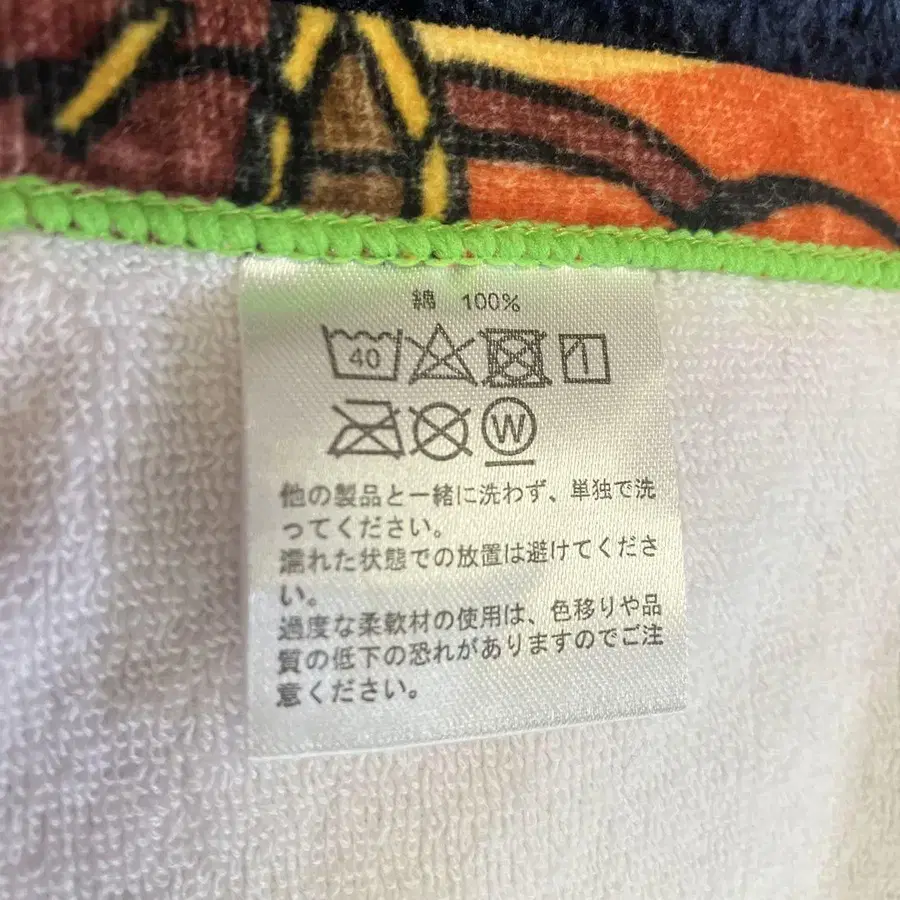 綿 100%
40
W
他の製品と一緒に洗わず、単独で洗
ってください。
濡れた状態での放置は避けてくださ
い。
過度な柔軟材の使用は、色移りや品
質の低下の恐れがありますのでご注
意ください。